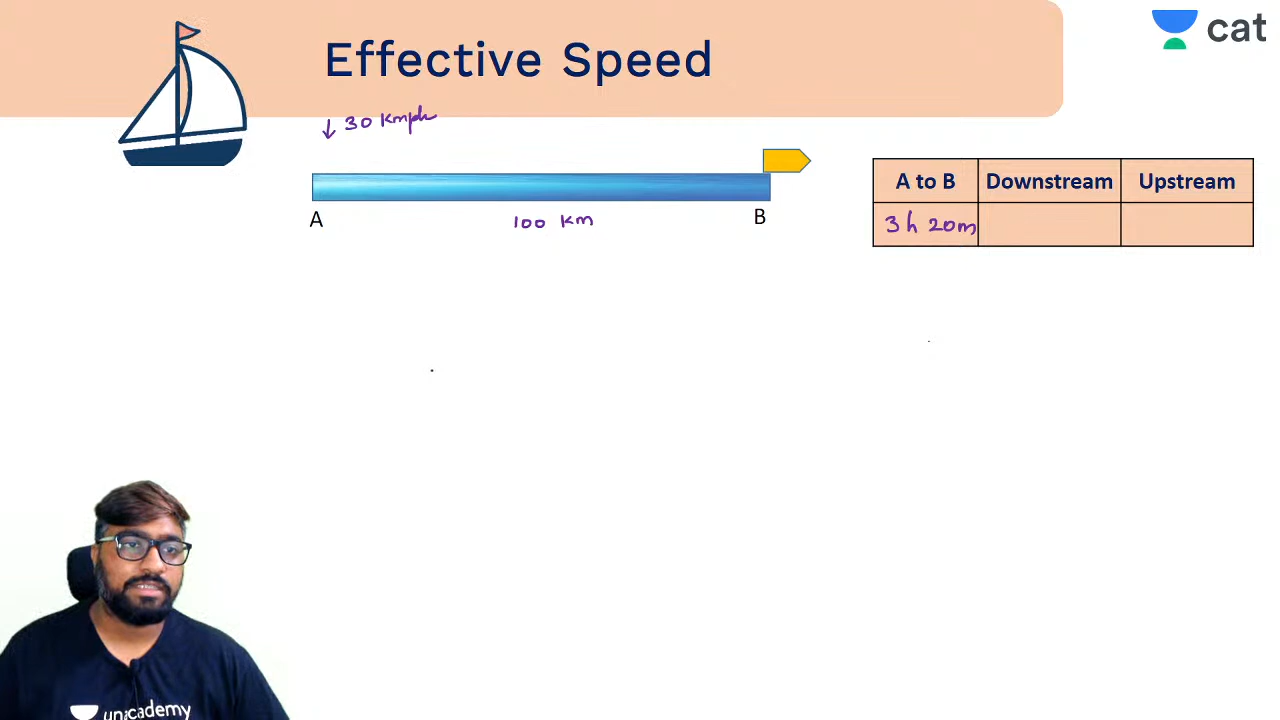 Effective Speed
cat
↓ 30 Kmph
A to B Downstream Upstream
3 h 20m
A 100 Km B
unacademy